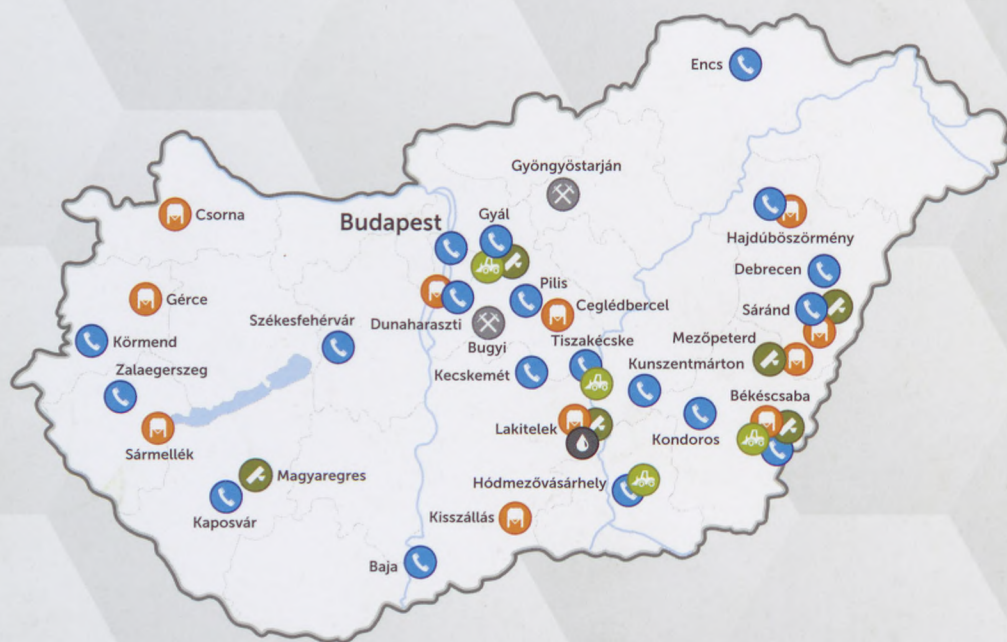 Encs
Gyöngyöstarján
Csorna
Budapest
Gyál
Hajdúböszörmény
Debrecen
Gérce
Pilis
Ceglédbercel
Sáránd
Dunaharaszti
Székesfehérvár
Körmend
Bugyi
Tiszakécske
Mezőpeterd
Zalaegerszeg
Kecskemét
Kunszentmárton
Békéscsaba
Sármellék
Lakitelek
Kondoros
Magyaregres
Hódmezővásárhely
Kaposvár
Kisszállás
Baja